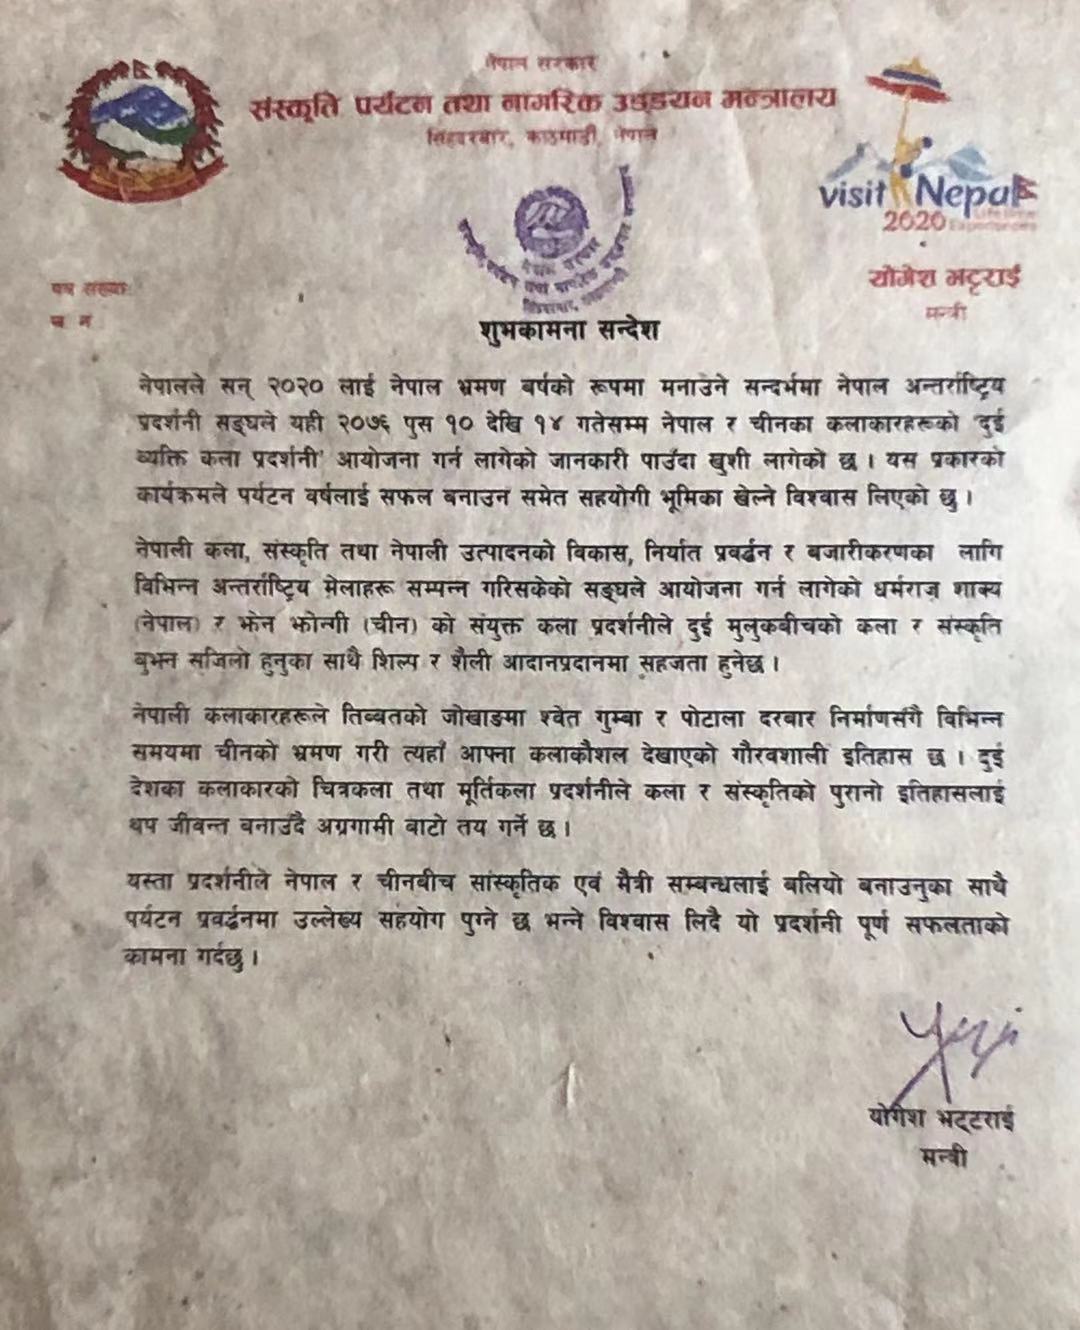 नेपाल सरकार
संस्कृति पर्यटन तथा नागरिक उड्डयन मन्त्रालय
सिंहदरबार, काठमाडौं, नेपाल
visit Nepal
2020
Experiences
पत्र संख्याः
च नं
योगेश भट्टराई
मन्त्री
नेपाल सरकार
शुभकामना सन्देश
नेपालले सन् २०२० लाई नेपाल भ्रमण बर्षको रूपमा मनाउने सन्दर्भमा नेपाल अन्तर्राष्ट्रिय
प्रदर्शनी सङ्घले यही २०७६ पुस १० देखि १४ गतेसम्म नेपाल र चीनका कलाकारहरूको 'दुई
व्यक्ति कला प्रदर्शनी' आयोजना गर्न लागेको जानकारी पाउँदा खुशी लागेको छ । यस प्रकारको
कार्यक्रमले पर्यटन वर्षलाई सफल बनाउन समेत सहयोगी भूमिका खेल्ने विश्वास लिएको छु ।
नेपाली कला, संस्कृति तथा नेपाली उत्पादनको विकास, निर्यात प्रवर्द्धन र बजारीकरणका लागि
विभिन्न अन्तर्राष्ट्रिय मेलाहरू सम्पन्न गरिसकेको सङ्घले आयोजना गर्न लागेको धर्मराज शाक्य
(नेपाल) र झेन झोन्गी (चीन) को संयुक्त कला प्रदर्शनीले दुई मुलुकबीचको कला र संस्कृति
बुझ्न सजिलो हुनुका साथै शिल्प र शैली आदानप्रदानमा सहजता हुनेछ ।
नेपाली कलाकारहरूले तिब्बतको जोखाङमा श्वेत गुम्बा र पोटाला दरबार निर्माणसँगै विभिन्न
समयमा चीनको भ्रमण गरी त्यहाँ आफ्ना कलाकौशल देखाएको गौरवशाली इतिहास छ । दुई
देशका कलाकारको चित्रकला तथा मूर्तिकला प्रदर्शनीले कला र संस्कृतिको पुरानो इतिहासलाई
थप जीवन्त बनाउँदै अग्रगामी बाटो तय गर्ने छ ।
यस्ता प्रदर्शनीले नेपाल र चीनबीच सांस्कृतिक एवं मैत्री सम्बन्धलाई बलियो बनाउनुका साथै
पर्यटन प्रवर्द्धनमा उल्लेख्य सहयोग पुग्ने छ भन्ने विश्वास लिदै यो प्रदर्शनी पूर्ण सफलताको
कामना गर्दछु ।
योगेश भट्टराई
मन्त्री